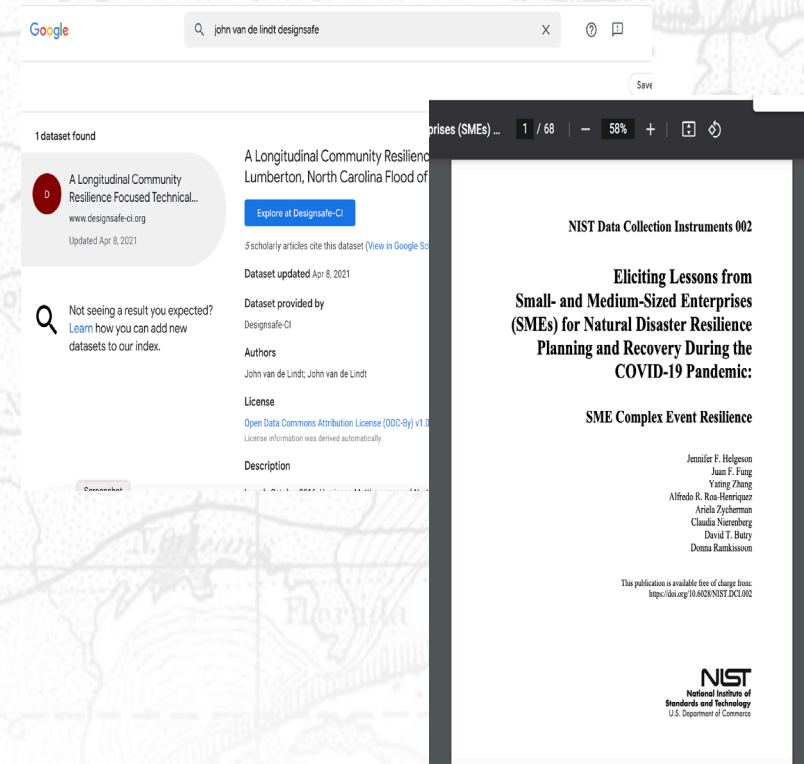 Google
john van de lindt designsafe
X
Save
1 dataset found
D
A Longitudinal Community
Resilience Focused Technical...
www.designsafe-ci.org
Updated Apr 8, 2021
Not seeing a result you expected?
Learn how you can add new
datasets to our index.
Screenshot
A Longitudinal Community Resilienc
Lumberton, North Carolina Flood of
Explore at Designsafe-CI
5 scholarly articles cite this dataset (View in Google Sc
Dataset updated Apr 8, 2021
Dataset provided by
Designsafe-CI
Authors
John van de Lindt; John van de Lindt
License
Open Data Commons Attribution License (ODC-By) v1.0
License information was derived automatically
Description
prises (SMEs) ... 1 / 68 | − 58% +
NIST Data Collection Instruments 002
Eliciting Lessons from
Small- and Medium-Sized Enterprises
(SMEs) for Natural Disaster Resilience
Planning and Recovery During the
COVID-19 Pandemic:
SME Complex Event Resilience
Jennifer F. Helgeson
Juan F. Fung
Yating Zhang
Alfredo R. Roa-Henriquez
Ariela Zycherman
Claudia Nierenberg
David T. Butry
Donna Ramkissoon
This publication is available free of charge from:
https://doi.org/10.6028/NIST.DCI.002
NIST
National Institute of
Standards and Technology
U.S. Department of Commerce
Florida